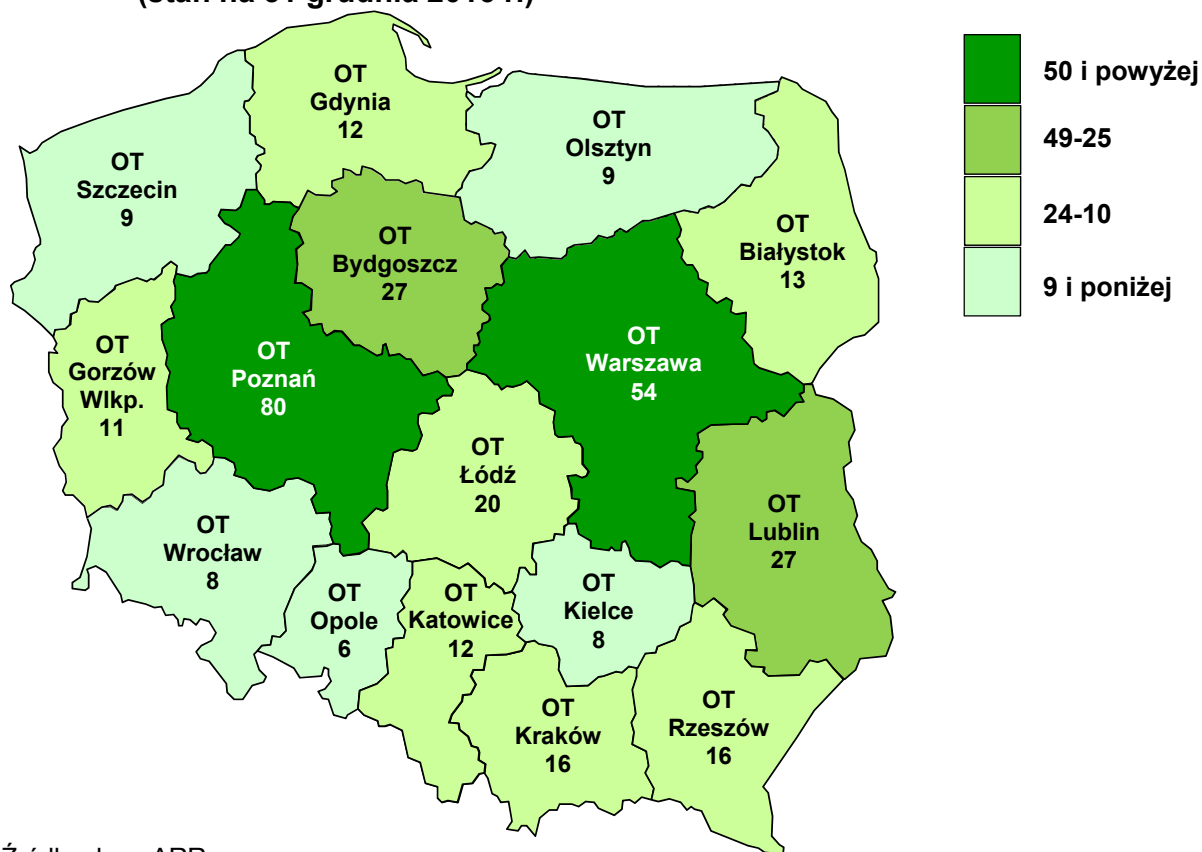 OT
Gdynia
12
OT
Szczecin
9
OT
Olsztyn
9
OT
Białystok
13
OT
Bydgoszcz
27
OT
Gorzów
Wlkp.
11
OT
Poznań
80
OT
Warszawa
54
OT
Łódź
20
OT
Lublin
27
OT
Wrocław
8
OT
Opole
6
OT
Katowice
12
OT
Kielce
8
OT
Kraków
16
OT
Rzeszów
16
50 i powyżej
49-25
24-10
9 i poniżej